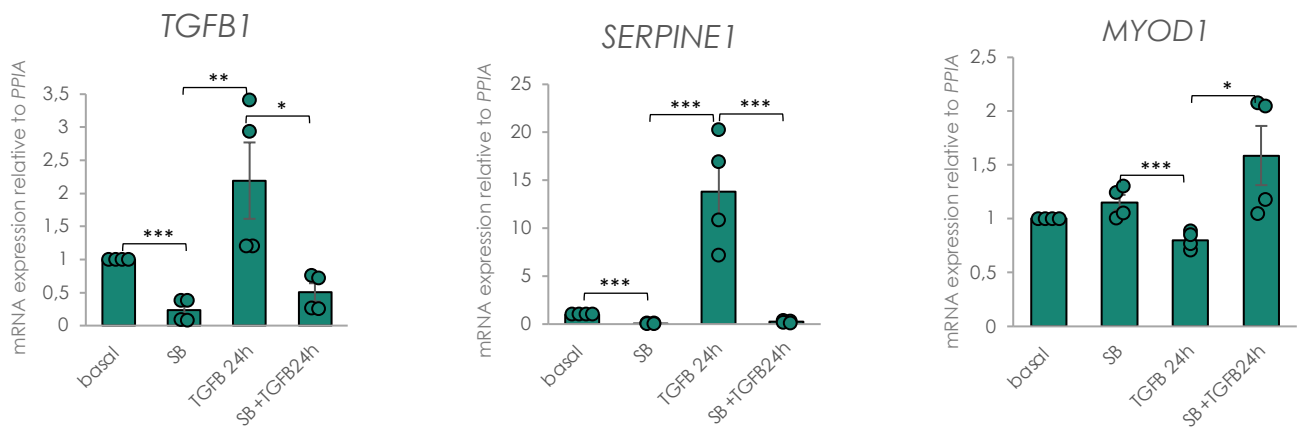 TGFB1
mRNA expression relative to PPIA
3,5
3
2,5
2
1,5
1
0,5
0
**
*
***
basal
SB
TGFB 24h
SB+TGFB24h
SERPINE1
mRNA expression relative to PPIA
25
20
15
10
5
0
***
***
***
basal
SB
TGFB 24h
SB+TGFB24h
MYOD1
mRNA expression relative to PPIA
2,5
2
1,5
1
0,5
0
*
***
basal
SB
TGFB 24h
SB+TGFB24h